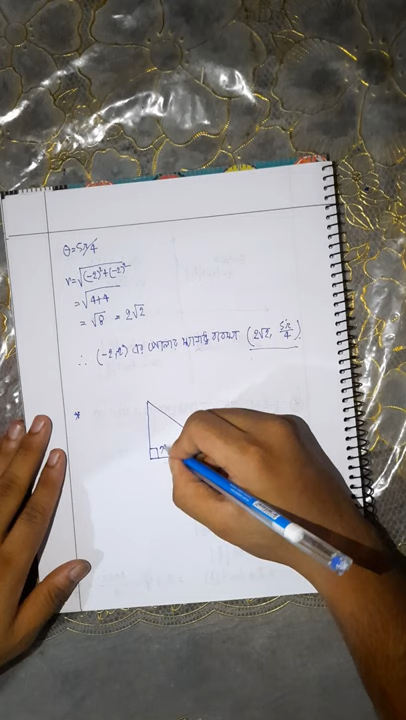 θ=5π/4
r=√(-2)²+(-2)²
=√4+4
=√8 = 2√2
∴ (-2,2) এর পোলার স্থানাঙ্ক (2√2, 5π/4).
*